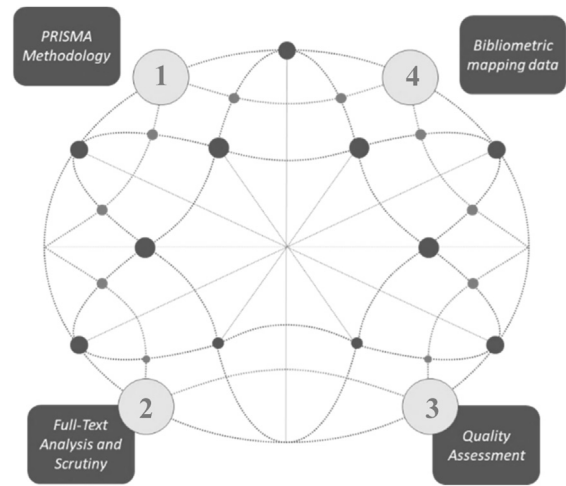 PRISMA
Methodology
1
4
Bibliometric
mapping data
2
Full-Text
Analysis and
Scrutiny
3
Quality
Assessment